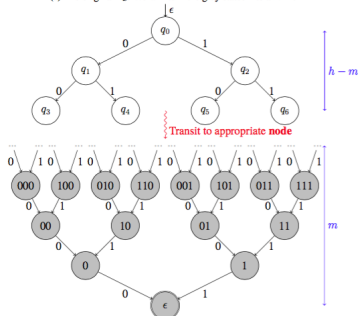 ϵ
q0
0 1
q1 q2 h − m
0 1 0 1
q3 q4 q5 q6
Transit to appropriate node
... ... ... ... ... ... ... ... ... ... ... ... ... ... ... ...
0 1 0 1 0 1 0 1 0 1 0 1 0 1 0 1
000 100 010 110 001 101 011 111
0 1 0 1 0 1 0 1
00 10 01 11 m
0 1 0 1
0 1
0 1
ϵ